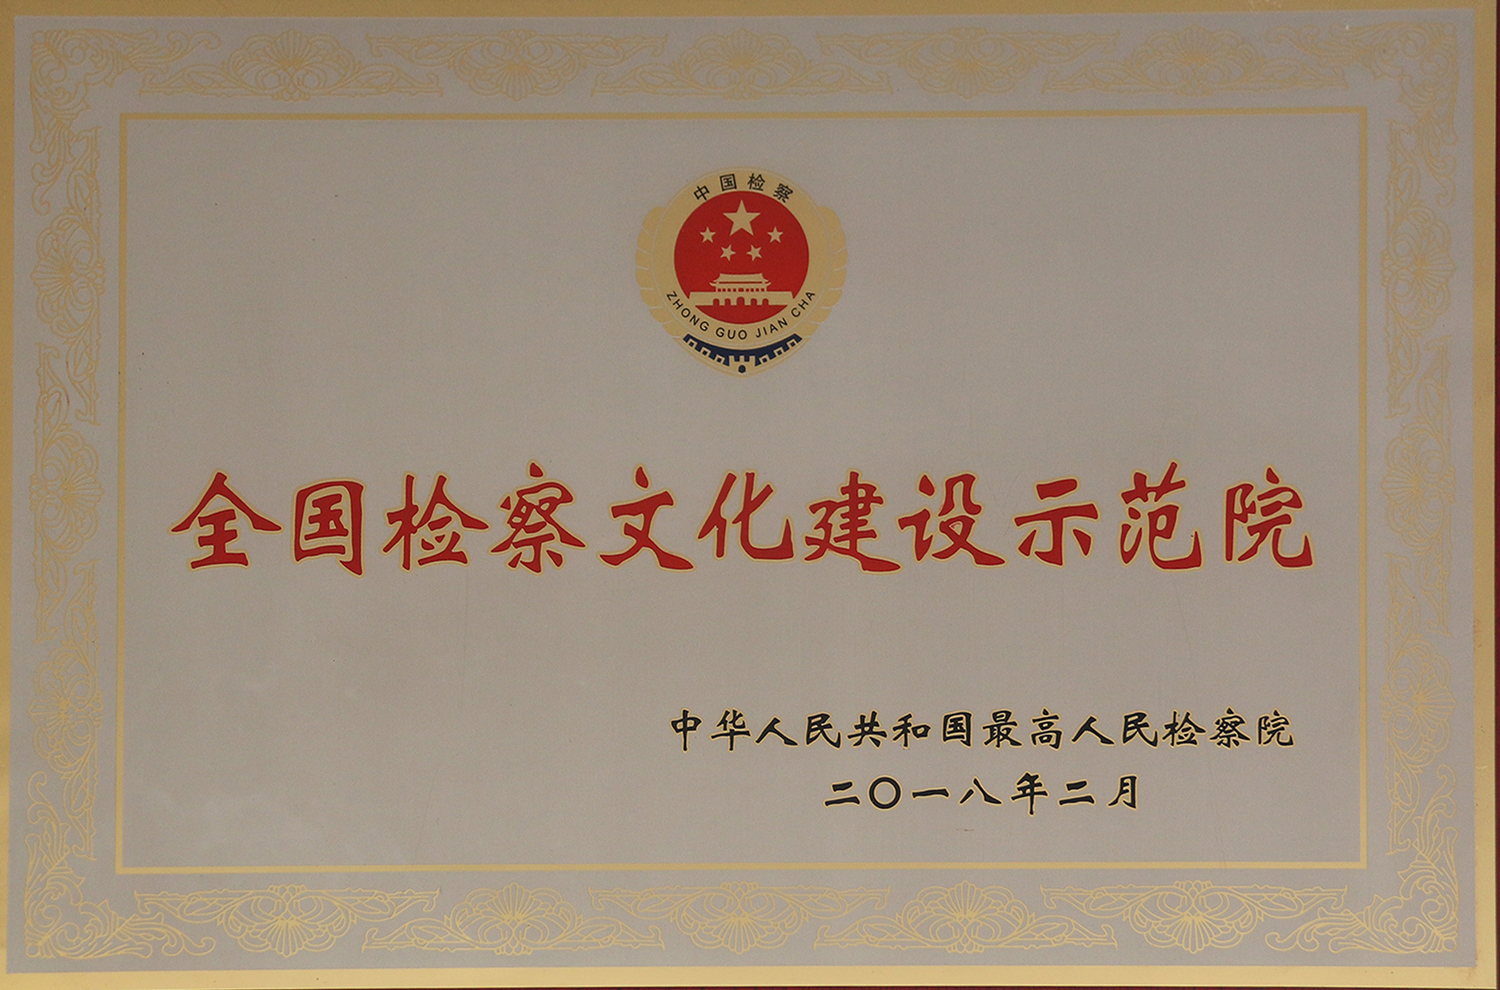 中国检察
ZHONG GUO JIAN CHA
全国检察文化建设示范院
中华人民共和国最高人民检察院
二〇一八年二月